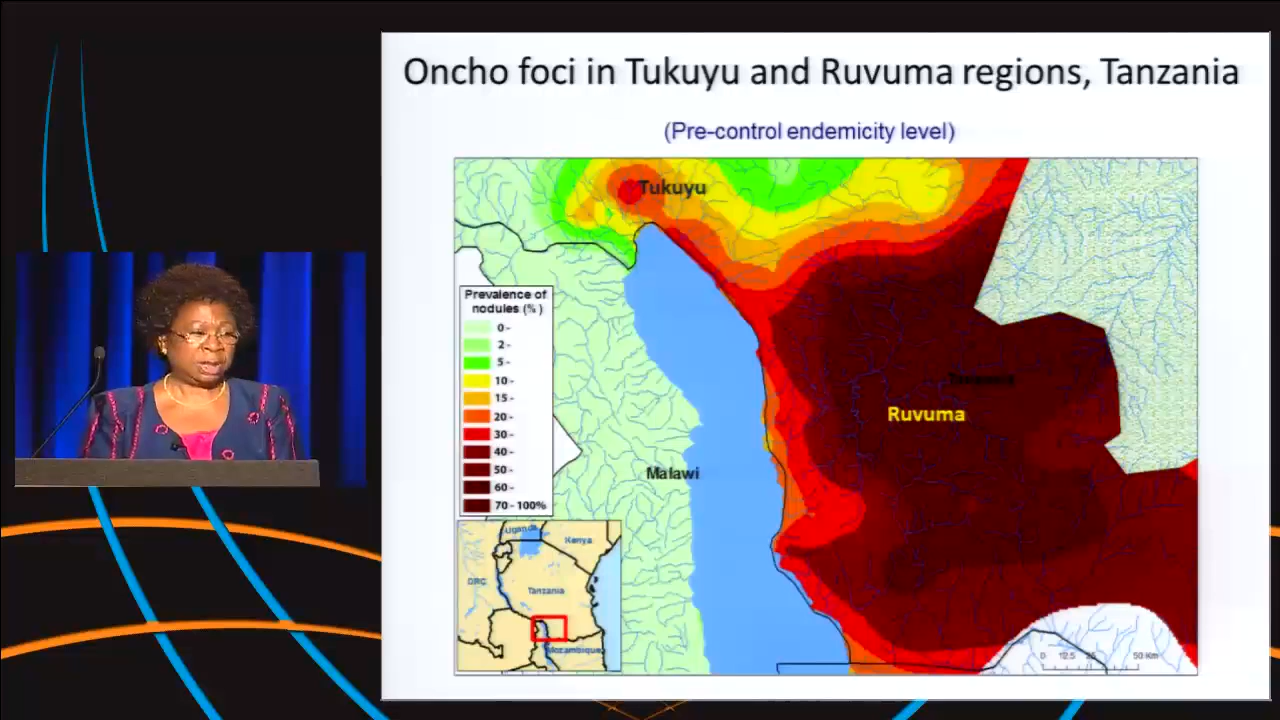 Oncho foci in Tukuyu and Ruvuma regions, Tanzania
(Pre-control endemicity level)
Tukuyu
Prevalence of
nodules (%)
0 -
2 -
5 -
10 -
15 -
20 -
30 -
40 -
50 -
60 -
70 - 100%
Tanzania
Ruvuma
Malawi
Uganda
Kenya
DRC
Tanzania
Mozambique
0 12.5 25 50 Km